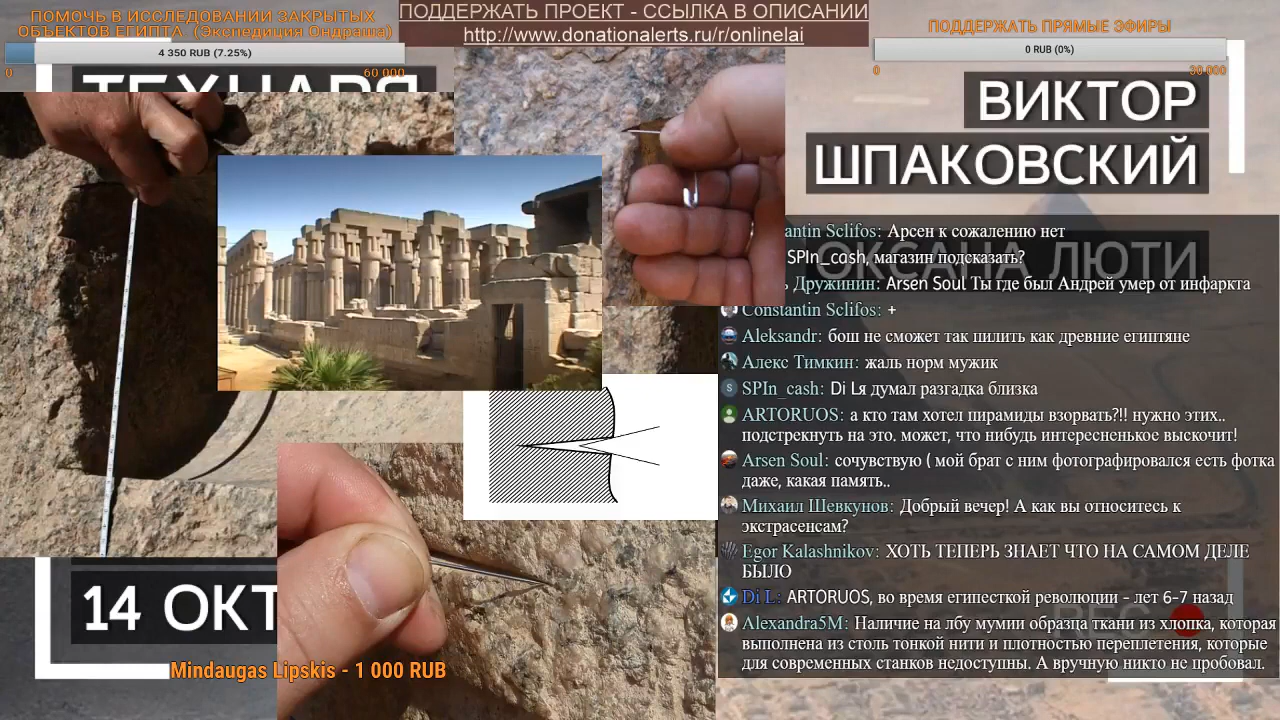 ПОМОЧЬ В ИССЛЕДОВАНИИ ЗАКРЫТЫХ
ОБЪЕКТОВ ЕГИПТА (Экспедиция Ондраша)
4 350 RUB (7.25%)
0 60 000
ПОДДЕРЖАТЬ ПРОЕКТ - ССЫЛКА В ОПИСАНИИ
http://www.donationalerts.ru/r/onlinelai
ПОДДЕРЖАТЬ ПРЯМЫЕ ЭФИРЫ
0 RUB (0%)
0 30 000
ТЕХНАРЯ
ВИКТОР
ШПАКОВСКИЙ
ОКСАНА ЛЮТИ
antin Sclifos: Арсен к сожалению нет
SPIn_cash, магазин подсказать?
Дружинин: Arsen Soul Ты где был Андрей умер от инфаркта
Constantin Sclifos: +
Aleksandr: бош не сможет так пилить как древние египтяне
Алекс Тимкин: жаль норм мужик
S SPIn_cash: Di Lя думал разгадка близка
ARTORUOS: а кто там хотел пирамиды взорвать?!! нужно этих..
подстрекнуть на это. может, что нибудь интересненькое выскочит!
Arsen Soul: сочувствую ( мой брат с ним фотографировался есть фотка
даже, какая память..
Михаил Шевкунов: Добрый вечер! А как вы относитесь к
экстрасенсам?
Egor Kalashnikov: ХОТЬ ТЕПЕРЬ ЗНАЕТ ЧТО НА САМОМ ДЕЛЕ
БЫЛО
Di L: ARTORUOS, во время египесткой революции - лет 6-7 назад
Alexandra5M: Наличие на лбу мумии образца ткани из хлопка, которая
выполнена из столь тонкой нити и плотностью переплетения, которые
для современных станков недоступны. А вручную никто не пробовал.
REC
14 ОКТ
Mindaugas Lipskis - 1 000 RUB